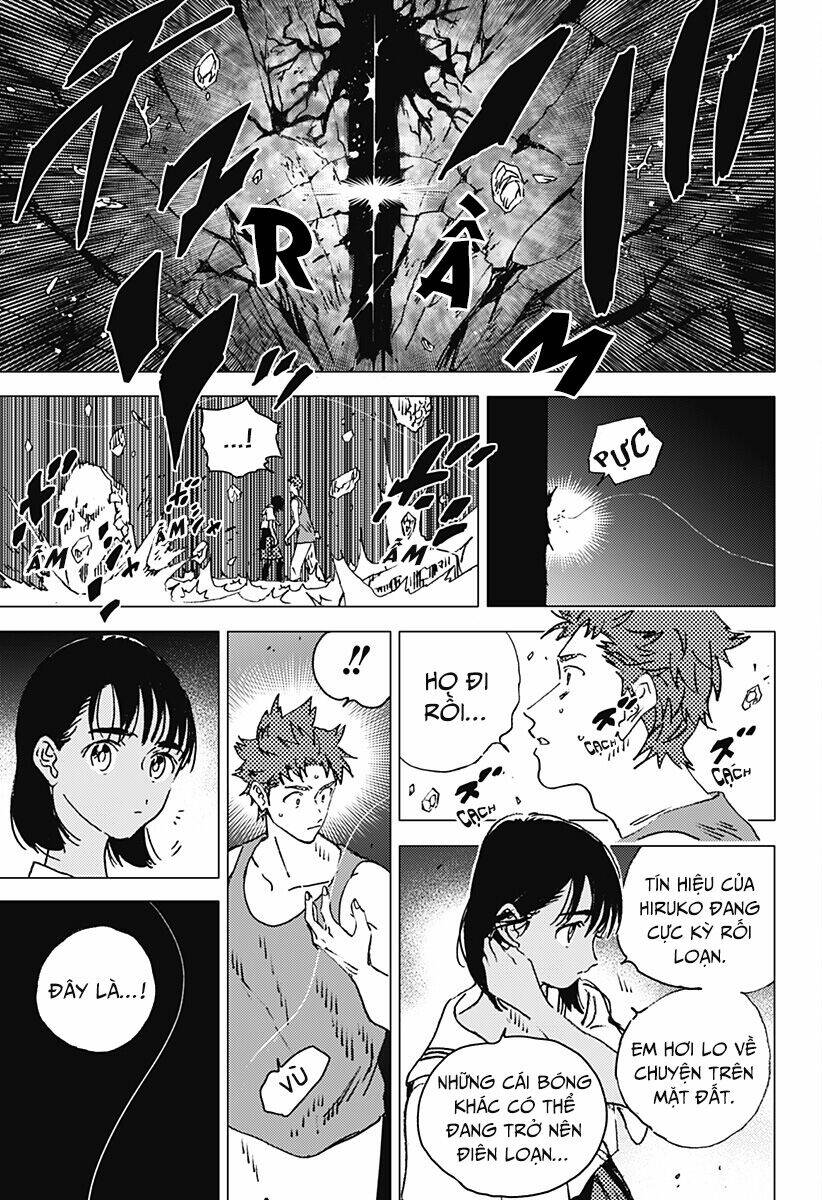 RẦM
PỰC
...!
ẦM
ẦM
ẦM
HỌ ĐI
RỒI...
CẠCH
CẠCH
CẠCH
TÍN HIỆU CỦA
HIRUKO ĐANG
CỰC KỲ RỐI
LOẠN.
EM HƠI LO VỀ
CHUYỆN TRÊN
MẶT ĐẤT.
NHỮNG CÁI BÓNG
KHÁC CÓ THỂ
ĐANG TRỞ NÊN
ĐIÊN LOẠN.
!!
VÙ
ĐÂY LÀ...!